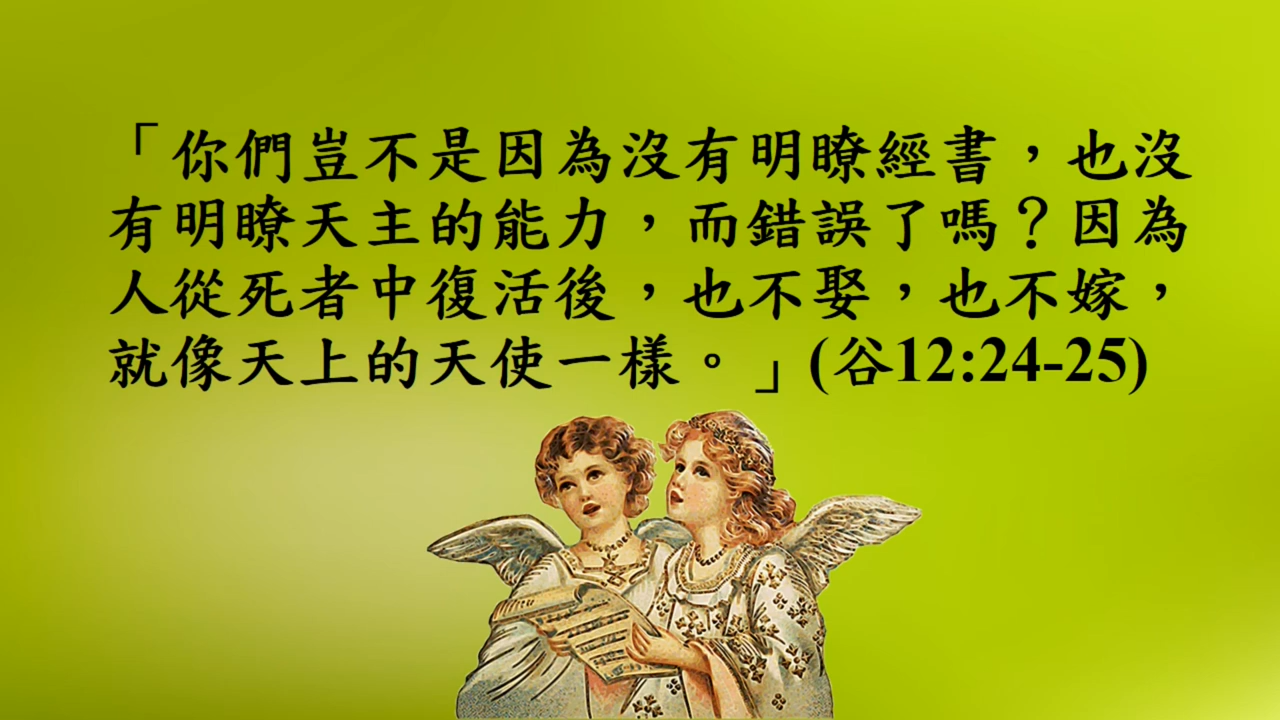 「你們豈不是因為沒有明瞭經書，也沒
有明瞭天主的能力，而錯誤了嗎？因為
人從死者中復活後，也不娶，也不嫁，
就像天上的天使一樣。」(谷12:24-25)